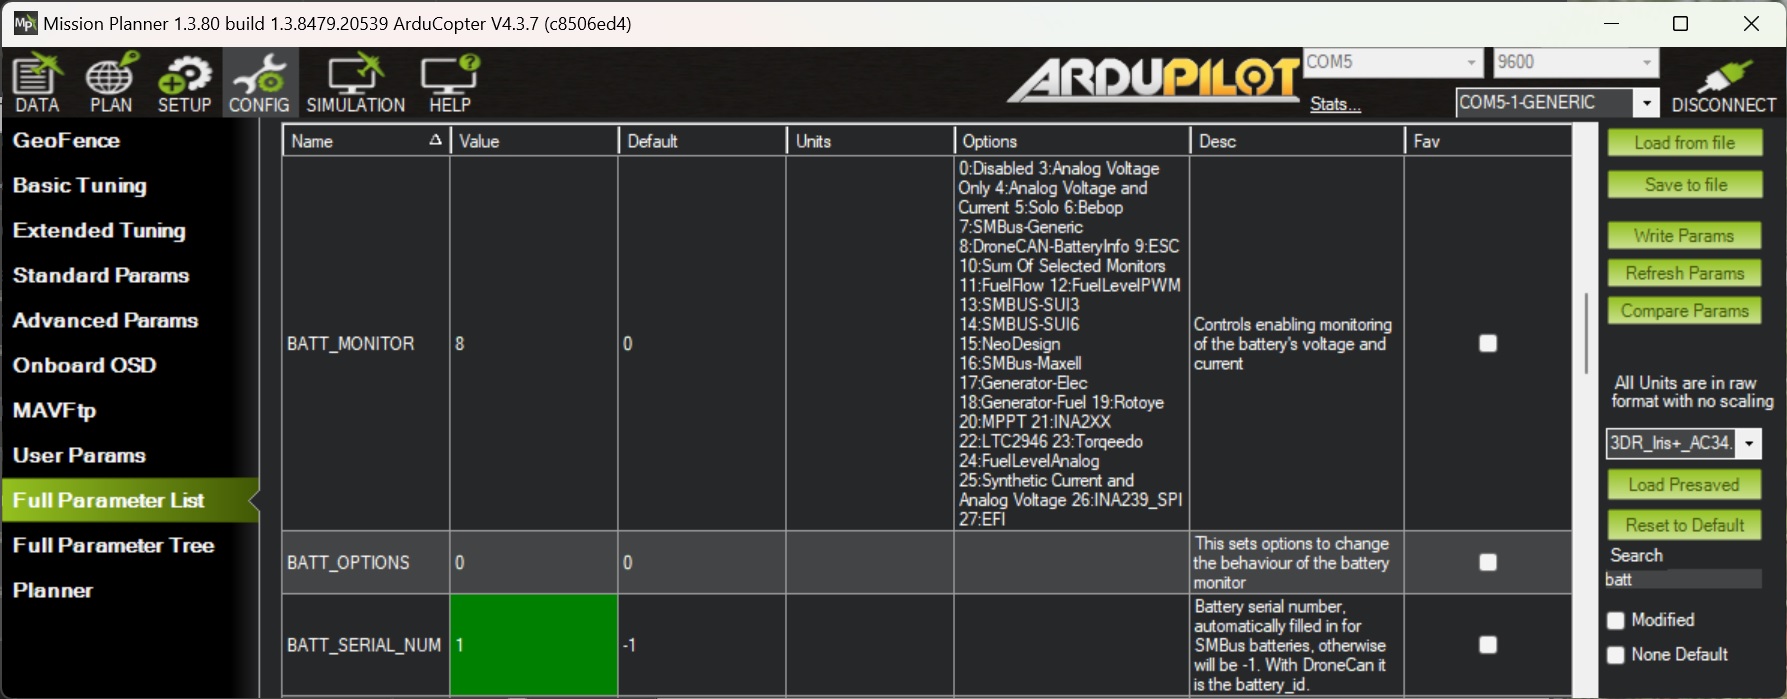 Mission Planner 1.3.80 build 1.3.8479.20539 ArduCopter V4.3.7 (c8506ed4)
DATA PLAN SETUP CONFIG SIMULATION HELP
ARDUPILOT
COM5
9600
Stats...
COM5-1-GENERIC
DISCONNECT
GeoFence
Basic Tuning
Extended Tuning
Standard Params
Advanced Params
Onboard OSD
MAVFtp
User Params
Full Parameter List
Full Parameter Tree
Planner
Name Value Default Units Options Desc Fav
BATT_MONITOR
8
0
0:Disabled 3:Analog Voltage
Only 4:Analog Voltage and
Current 5:Solo 6:Bebop
7:SMBus-Generic
8:DroneCAN-BatteryInfo 9:ESC
10:Sum Of Selected Monitors
11:FuelFlow 12:FuelLevelPWM
13:SMBUS-SUI3
14:SMBUS-SUI6
15:NeoDesign
16:SMBus-Maxell
17:Generator-Elec
18:Generator-Fuel 19:Rotoye
20:MPPT 21:INA2XX
22:LTC2946 23:Torqeedo
24:FuelLevelAnalog
25:Synthetic Current and
Analog Voltage 26:INA239_SPI
27:EFI
Controls enabling monitoring
of the battery's voltage and
current
BATT_OPTIONS
0
0
This sets options to change
the behaviour of the battery
monitor
BATT_SERIAL_NUM
1
-1
Battery serial number,
automatically filled in for
SMBus batteries, otherwise
will be -1. With DroneCan it
is the battery_id.
Load from file
Save to file
Write Params
Refresh Params
Compare Params
All Units are in raw
format with no scaling
3DR_Iris+_AC34.
Load Presaved
Reset to Default
Search
batt
Modified
None Default